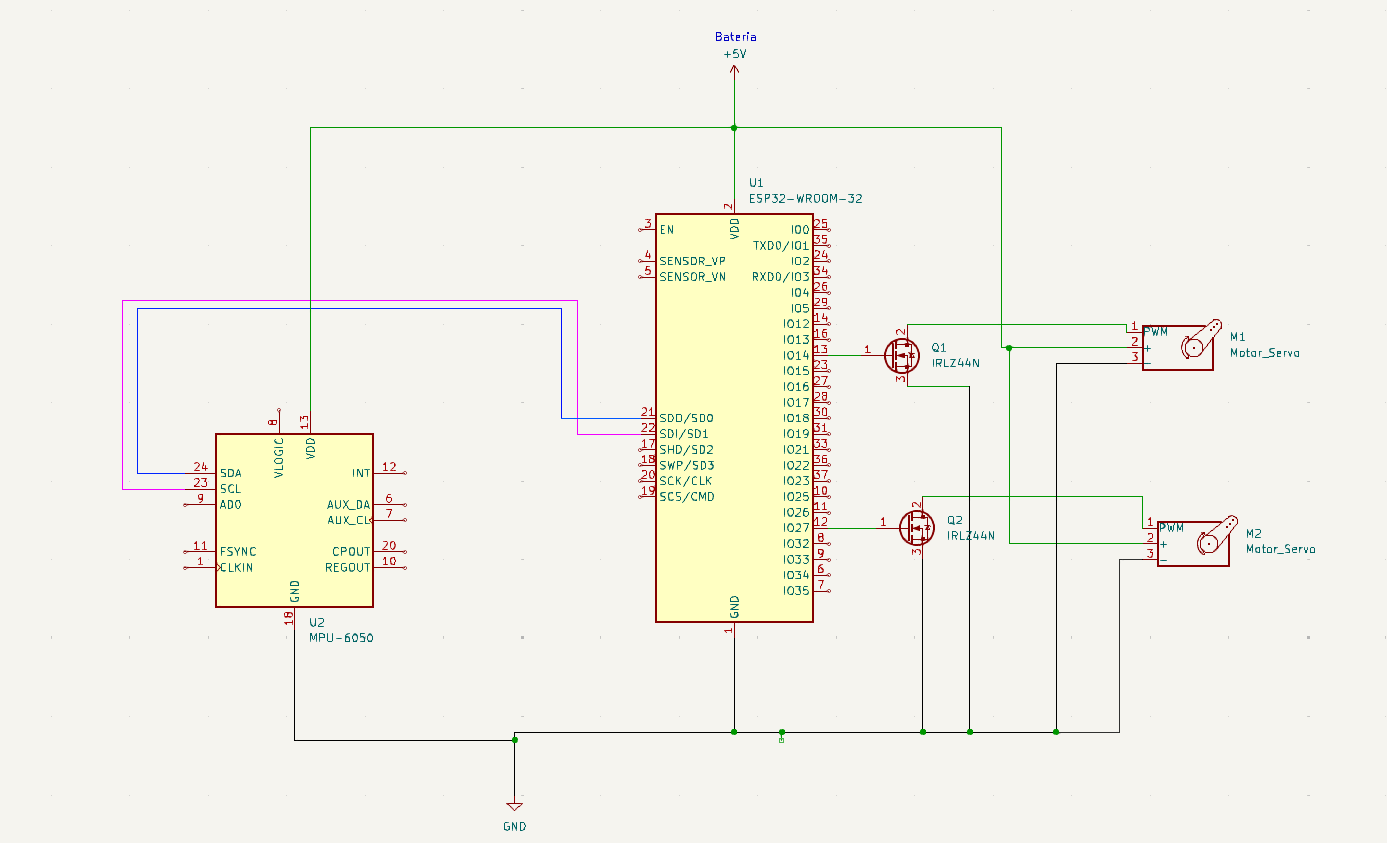 Bateria
+5V
U1
ESP32-WROOM-32
2
VDD
3 EN
4 SENSOR_VP
5 SENSOR_VN
21 SDO/SD0
22 SDI/SD1
17 SHD/SD2
18 SWP/SD3
20 SCK/CLK
19 SCS/CMD
IO0 25
TXD0/IO1 35
IO2 24
RXD0/IO3 34
IO4 26
IO5 29
IO12 14
IO13 16
IO14 13
IO15 23
IO16 27
IO17 28
IO18 30
IO19 31
IO21 33
IO22 36
IO23 37
IO25 10
IO26 11
IO27 12
IO32 8
IO33 9
IO34 6
IO35 7
GND
1
1
2
3
Q1
IRLZ44N
1
2
3
Q2
IRLZ44N
1 PWM
2 +
3 -
M1
Motor_Servo
1 PWM
2 +
3 -
M2
Motor_Servo
8
VLOGIC
13
VDD
24 SDA
23 SCL
9 AD0
11 FSYNC
1 CLKIN
INT 12
AUX_DA 6
AUX_CL 7
CPOUT 20
REGOUT 10
GND
18
U2
MPU-6050
GND